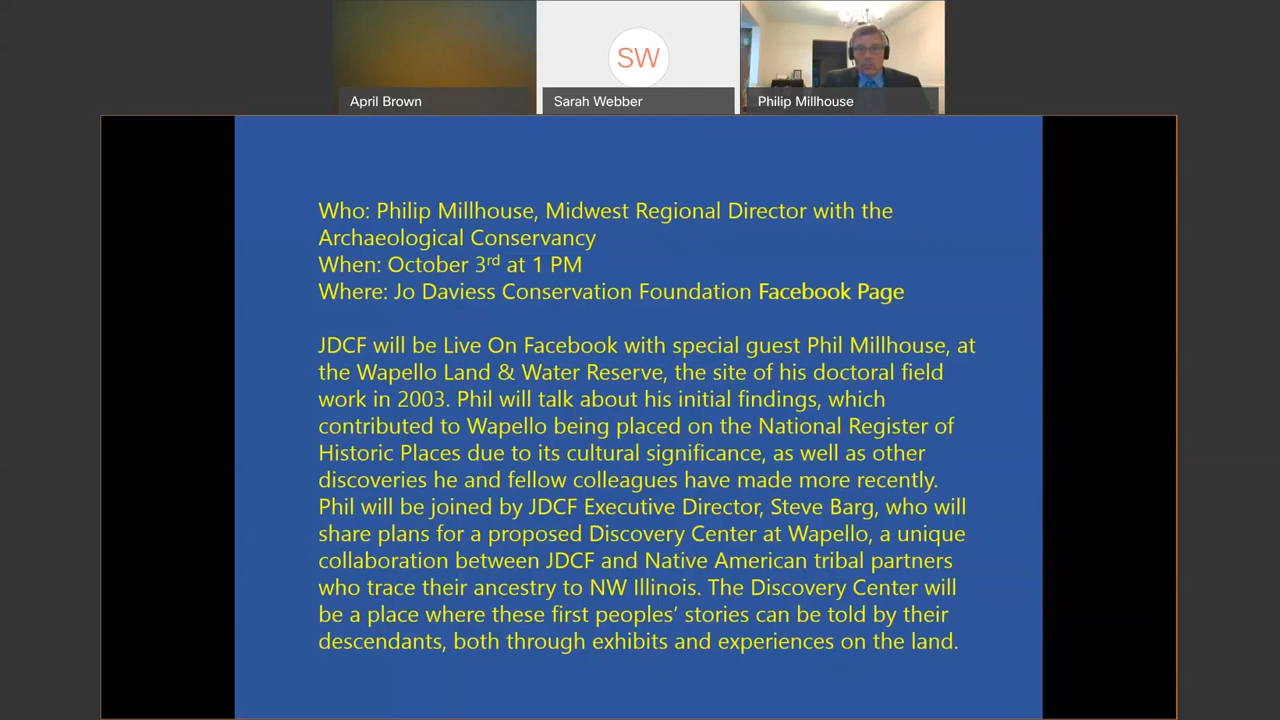 SW
April Brown
Sarah Webber
Philip Millhouse
Who: Philip Millhouse, Midwest Regional Director with the
Archaeological Conservancy
When: October 3rd at 1 PM
Where: Jo Daviess Conservation Foundation Facebook Page
JDCF will be Live On Facebook with special guest Phil Millhouse, at
the Wapello Land & Water Reserve, the site of his doctoral field
work in 2003. Phil will talk about his initial findings, which
contributed to Wapello being placed on the National Register of
Historic Places due to its cultural significance, as well as other
discoveries he and fellow colleagues have made more recently.
Phil will be joined by JDCF Executive Director, Steve Barg, who will
share plans for a proposed Discovery Center at Wapello, a unique
collaboration between JDCF and Native American tribal partners
who trace their ancestry to NW Illinois. The Discovery Center will
be a place where these first peoples’ stories can be told by their
descendants, both through exhibits and experiences on the land.